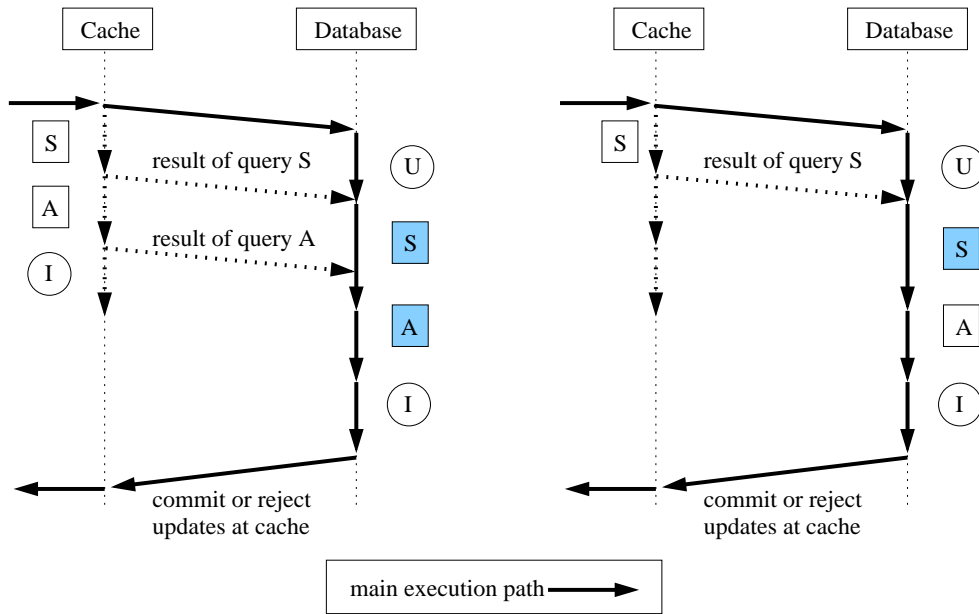 Cache
Database
S
result of query S
U
A
result of query A
S
I
A
I
commit or reject
updates at cache
Cache
Database
S
result of query S
U
S
A
I
commit or reject
updates at cache
main execution path